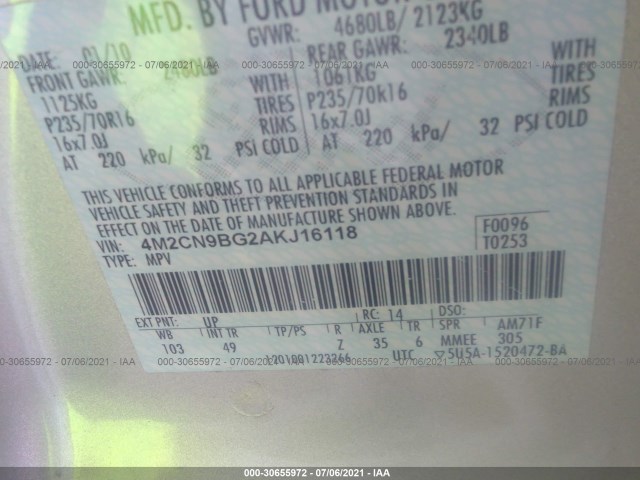 MFD. BY FORD MOTOR
GVWR: 4680LB/ 2123KG
DATE: 01/10
FRONT GAWR: 2480LB
1125KG WITH
P235/70R16 TIRES
16x7.0J RIMS
AT 220 kPa/ 32 PSI COLD
REAR GAWR: 2340LB
1061KG WITH
P235/70R16 TIRES
16x7.0J RIMS
AT 220 kPa/ 32 PSI COLD
THIS VEHICLE CONFORMS TO ALL APPLICABLE FEDERAL MOTOR
VEHICLE SAFETY AND THEFT PREVENTION STANDARDS IN
EFFECT ON THE DATE OF MANUFACTURE SHOWN ABOVE.
VIN: 4M2CN9BG2AKJ16118
TYPE: MPV
F0096
T0253
EXT PNT: UP RC: 14 DSO:
WB INT TR TP/PS R AXLE TR SPR AM71F
103 49 Z 35 6 MMEE 305
UTC ▽5U5A-1520472-BA
000-30655972 - 07/06/2021 - IAA